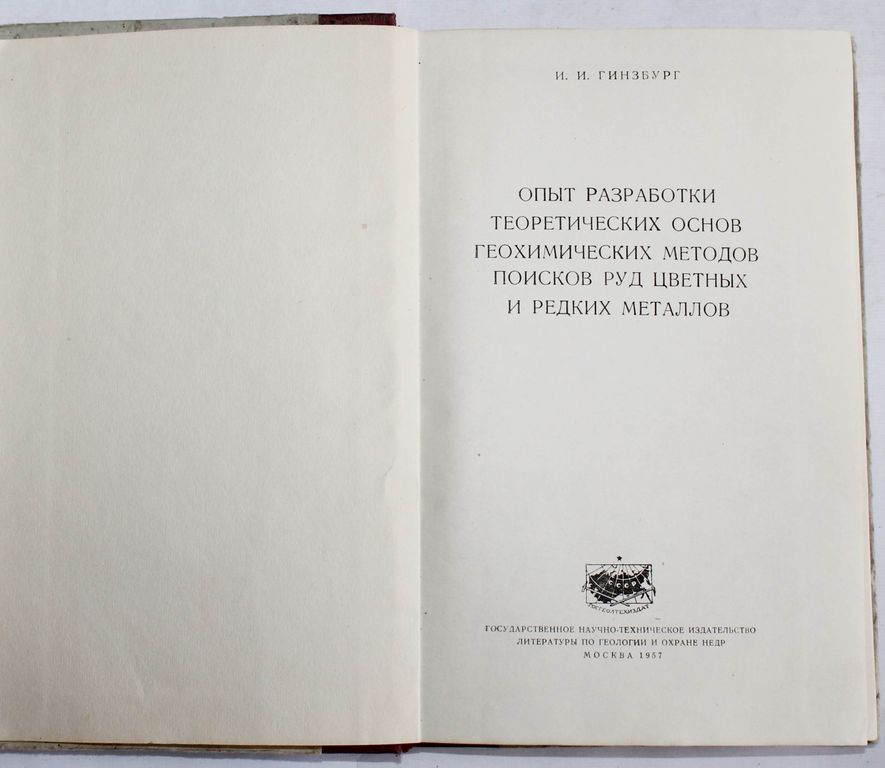 И. И. ГИНЗБУРГ
ОПЫТ РАЗРАБОТКИ
ТЕОРЕТИЧЕСКИХ ОСНОВ
ГЕОХИМИЧЕСКИХ МЕТОДОВ
ПОИСКОВ РУД ЦВЕТНЫХ
И РЕДКИХ МЕТАЛЛОВ
СССР
ГОСГЕОЛТЕХИЗДАТ
ГОСУДАРСТВЕННОЕ НАУЧНО-ТЕХНИЧЕСКОЕ ИЗДАТЕЛЬСТВО
ЛИТЕРАТУРЫ ПО ГЕОЛОГИИ И ОХРАНЕ НЕДР
МОСКВА 1957